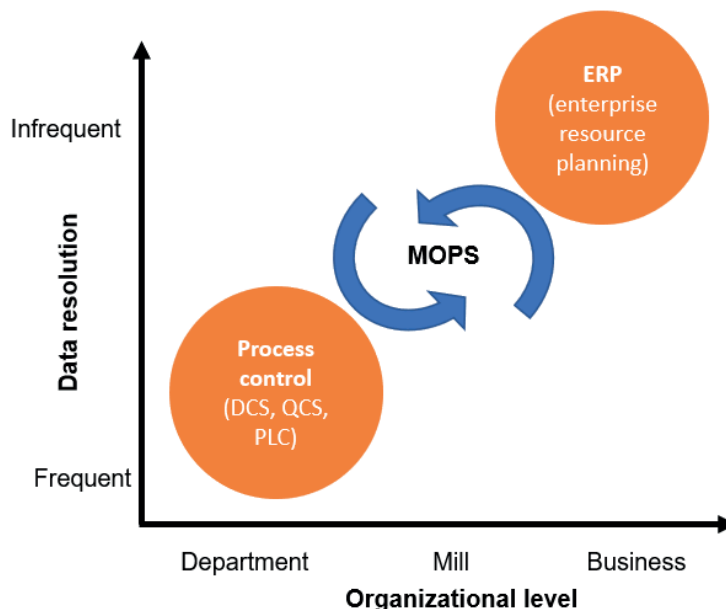 ERP
(enterprise
resource
planning)
Infrequent
MOPS
Data resolution
Process
control
(DCS, QCS,
PLC)
Frequent
Department
Mill
Business
Organizational level